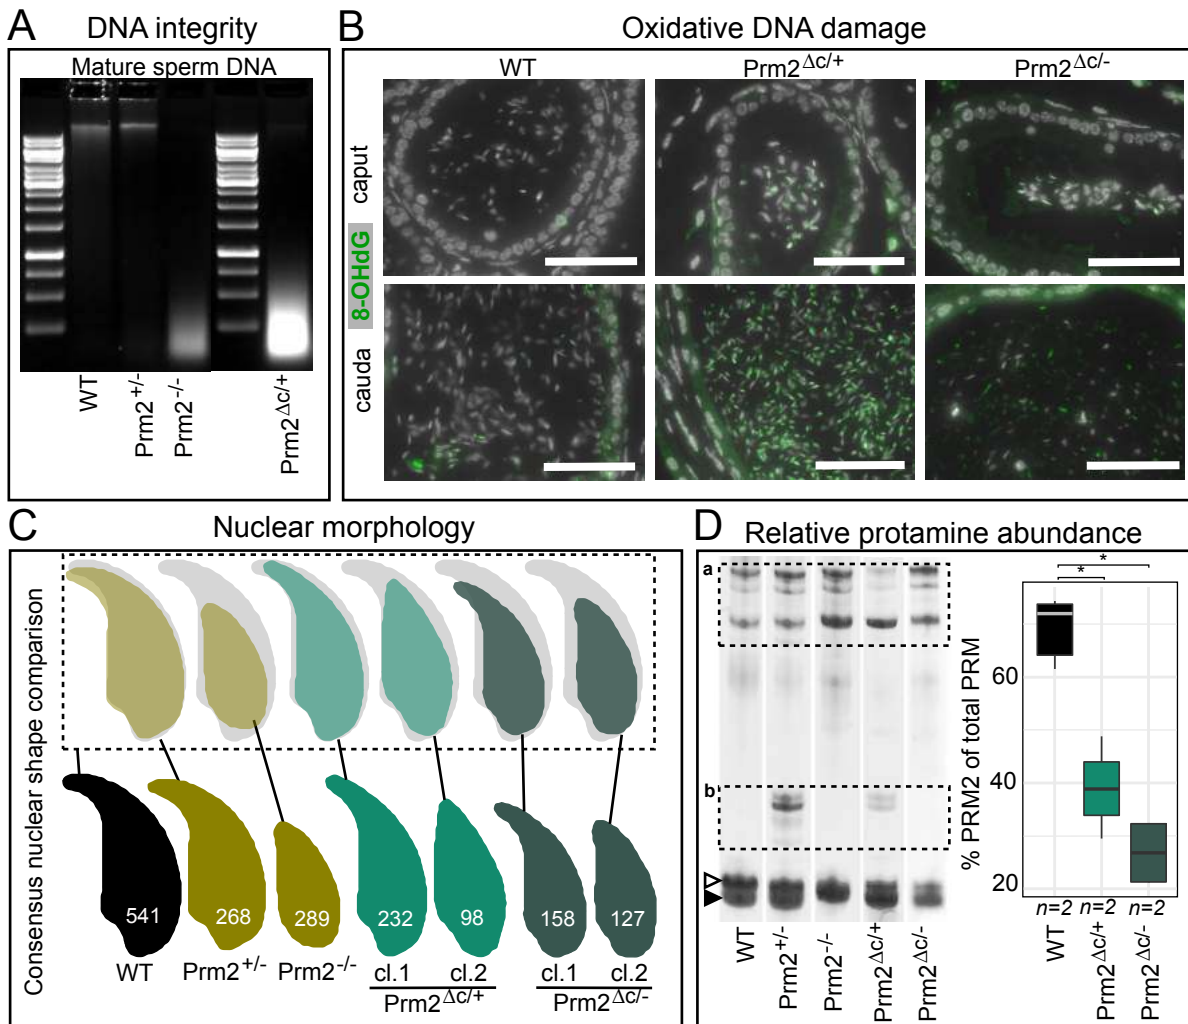 A DNA integrity
Mature sperm DNA
WT
Prm2+/-
Prm2-/-
Prm2Δc/+
B Oxidative DNA damage
WT Prm2Δc/+ Prm2Δc/-
8-OHdG
caput
cauda
C Nuclear morphology
Consensus nuclear shape comparison
541 268 289 232 98 158 127
WT Prm2+/- Prm2-/- cl.1 cl.2 cl.1 cl.2
Prm2Δc/+ Prm2Δc/-
D Relative protamine abundance
a
b
WT
Prm2+/-
Prm2-/-
Prm2Δc/+
Prm2Δc/-
% PRM2 of total PRM
* *
60
40
20
n=2 n=2 n=2
WT
Prm2Δc/+
Prm2Δc/-